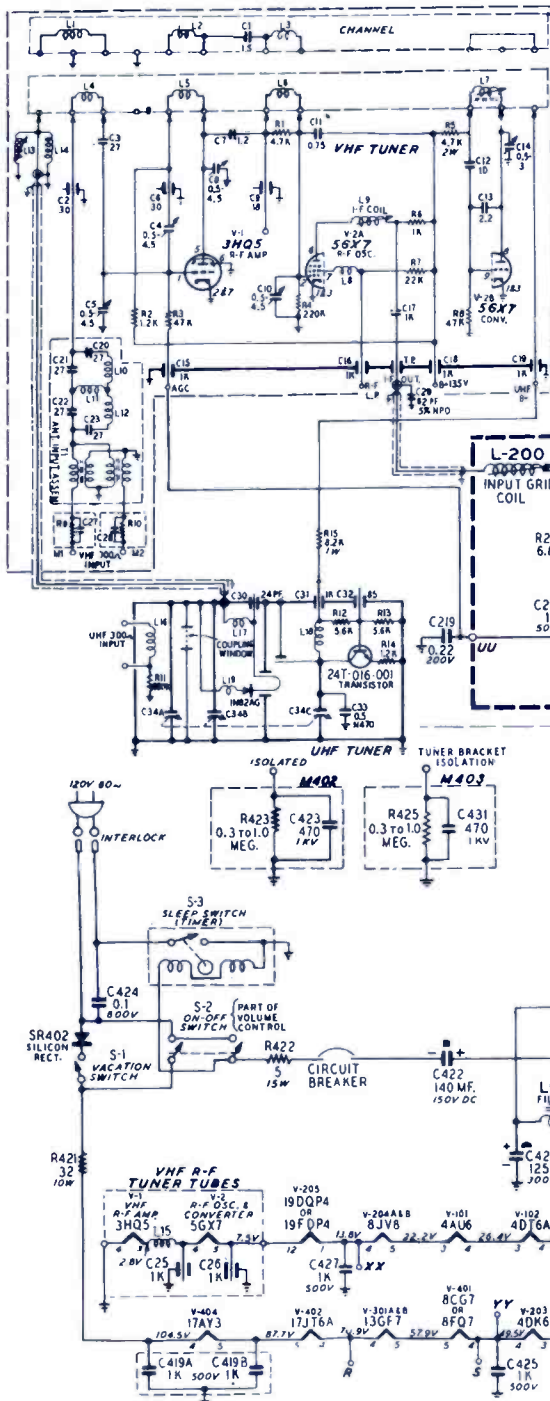 CHANNEL
L1
L2
C1
1.5
L3
L4
L5
L6
L7
L13
L14
C3
27
C7 1.2
R1
4.7K
C11
0.75
VHF TUNER
R5
4.7K
2W
C12
10
C14
0.5-
3
C2
30
C6
30
C8
0.5-
4.5
C9
18
C4
0.5-
4.5
V-1
3HQ5
R-F AMP
L9
I-F COIL
V-2A
5GX7
R-F OSC.
R6
1K
C13
2.2
L8
R7
22K
C5
0.5-
4.5
R2
1.2K
R3
47K
C10
0.5-
4.5
R4
220K
C17
1K
R8
47K
V-2B
5GX7
CONV.
C20
27
C21
27
L10
C15
1K
AGC
C16
1K
R-F
L.P.
T.P.
I-F OUT.
C18
1K
B+135V
C19
1K
UHF
B+
L11
C22
27
L12
C23
27
C29
82 PF
5% NPO
ANT. INPUT ASSEM.
T1
L-200
INPUT GRI
COIL
R9
C27
C28
R10
M1
M2
VHF 300Ω
INPUT
R15
8.2K
1W
R2
6.
C219
0.22
200V
UU
C30
24PF
C31
1K
C32
85
UHF 300
INPUT
L16
L17
COUPLING
WINDOW
L18
R12
5.6K
R13
5.6K
R14
1.2K
R11
L19
1N82AG
24T-016-001
TRANSISTOR
C34A
C34B
C34C
C33
0.5
N470
UHF TUNER
ISOLATED
M402
TUNER BRACKET
ISOLATION
M403
120V 60~
INTERLOCK
R423
0.3 TO 1.0
MEG.
C423
470
1KV
R425
0.3 TO 1.0
MEG.
C431
470
1KV
S-3
SLEEP SWITCH
(TIMER)
C424
0.1
800V
S-2
ON-OFF
SWITCH
PART OF
VOLUME
CONTROL
SR402
SILICON
RECT.
S-1
VACATION
SWITCH
R422
5
15W
CIRCUIT
BREAKER
C422
140 MF.
150V DC
R421
32
10W
VHF R-F
TUNER TUBES
V-1
VHF
R-F AMP.
3HQ5
L15
V-2
R-F OSC. &
CONVERTER
5GX7
2.8V
7.5V
C25
1K
C26
1K
V-205
19DQP4
OR
19FDP4
13.8V
C427
1K
500V
XX
V-204A&B
8JV8
22.2V
V-101
4AU6
26.4V
V-102
4DT6A
V-404
17AY3
104.5V
87.7V
V-402
17JT6A
V-301A&B
13GF7
57.9V
V-401
8CG7
OR
8FQ7
YY
49.5V
V-203
4DK6
C419A
1K
500V
C419B
1K
R
S
C425
1K
500V